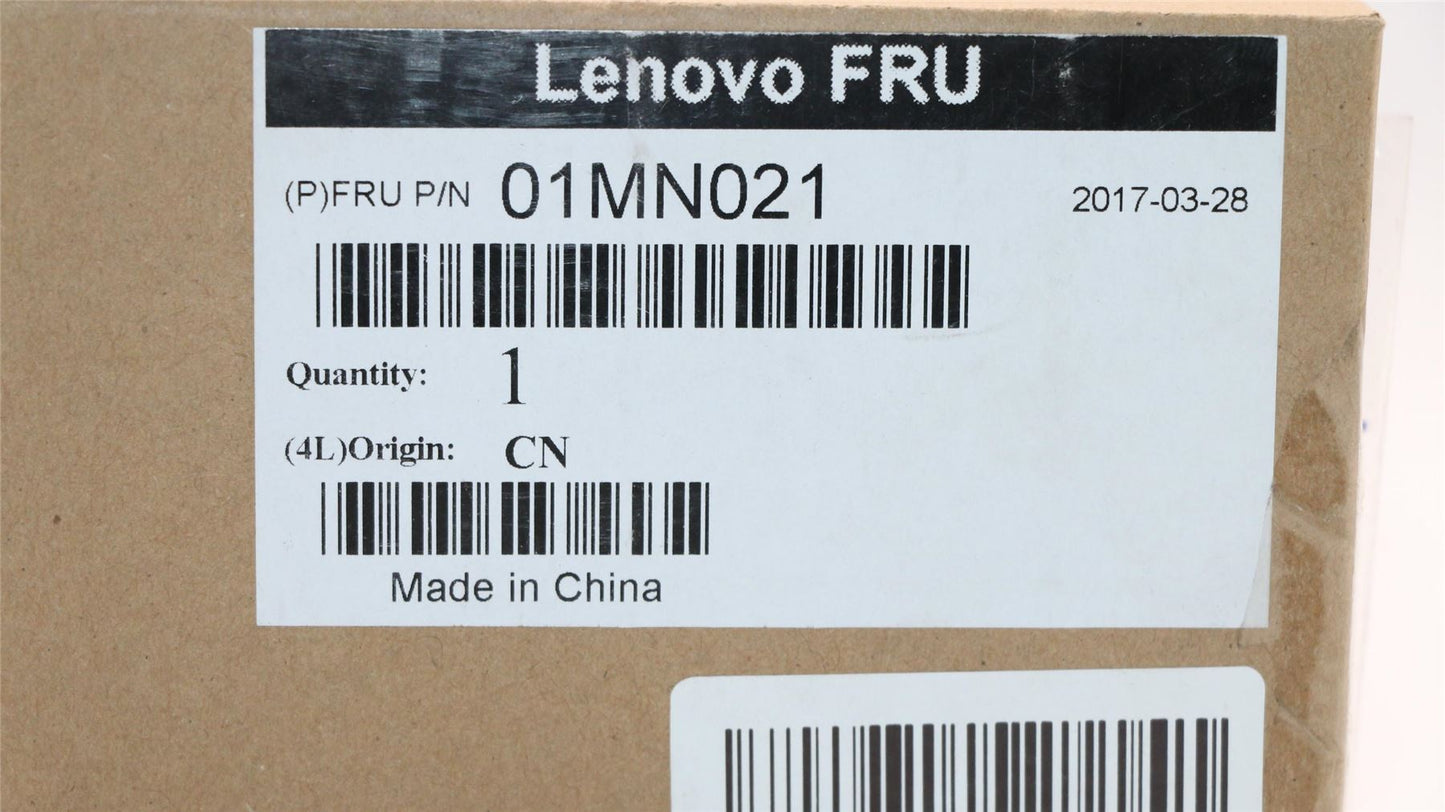 Lenovo FRU
(P)FRU P/N 01MN021 2017-03-28
Quantity: 1
(4L)Origin: CN
Made in China